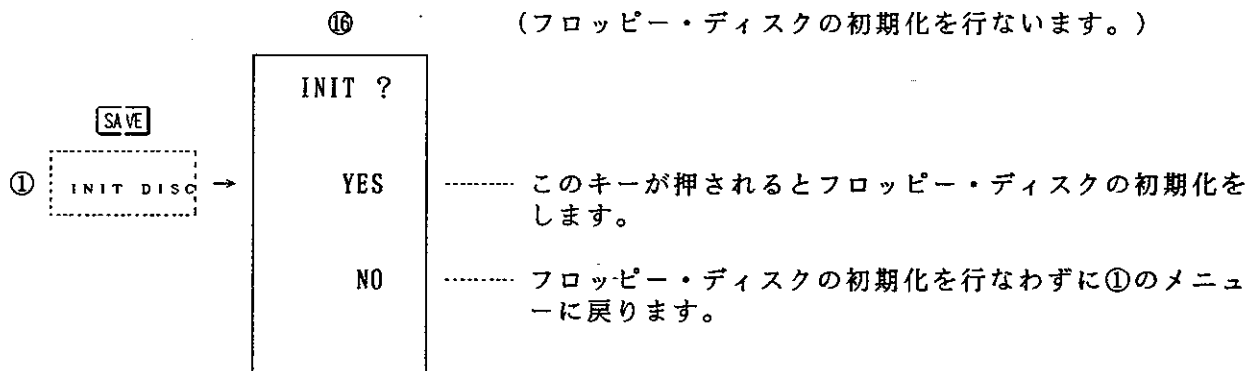 ⑯ (フロッピー・ディスクの初期化を行ないます。)
INIT ?
SAVE
① INIT DISC → YES ……… このキーが押されるとフロッピー・ディスクの初期化を
します。
NO ……… フロッピー・ディスクの初期化を行なわずに①のメニュ
ーに戻ります。